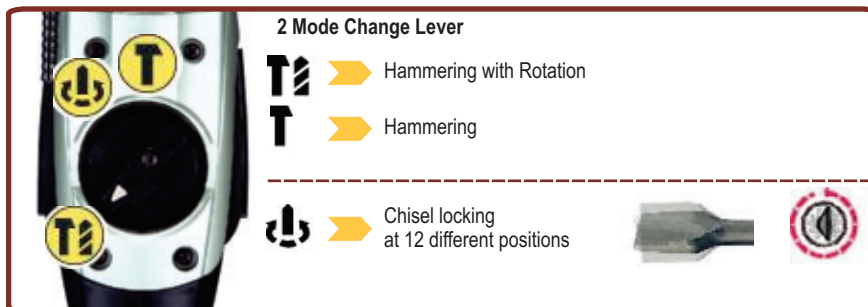 2 Mode Change Lever
Hammering with Rotation
Hammering
Chisel locking
at 12 different positions